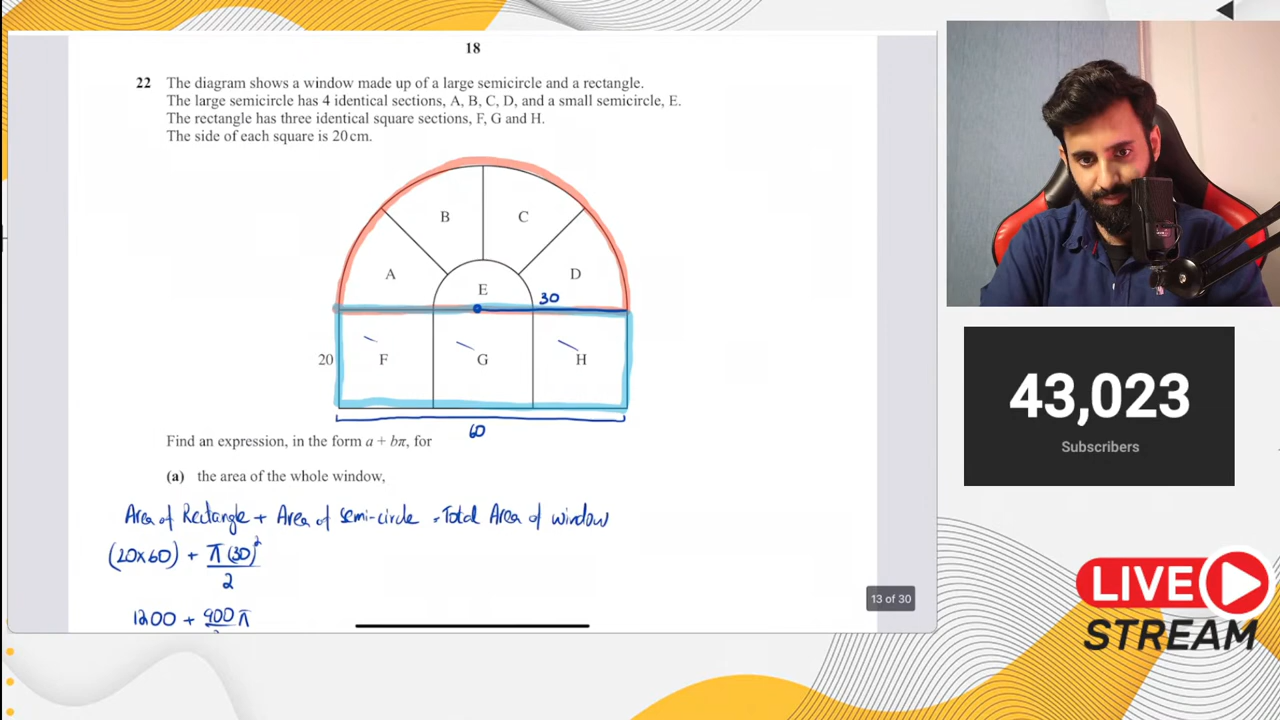 18
22 The diagram shows a window made up of a large semicircle and a rectangle.
The large semicircle has 4 identical sections, A, B, C, D, and a small semicircle, E.
The rectangle has three identical square sections, F, G and H.
The side of each square is 20 cm.
B C
A D
E
30
20 F G H
60
Find an expression, in the form a + bπ, for
(a) the area of the whole window,
Area of Rectangle + Area of semi-circle = Total Area of window
(20×60) + π(30)²
2
1200 + 900π
13 of 30
43,023
Subscribers
LIVE
STREAM